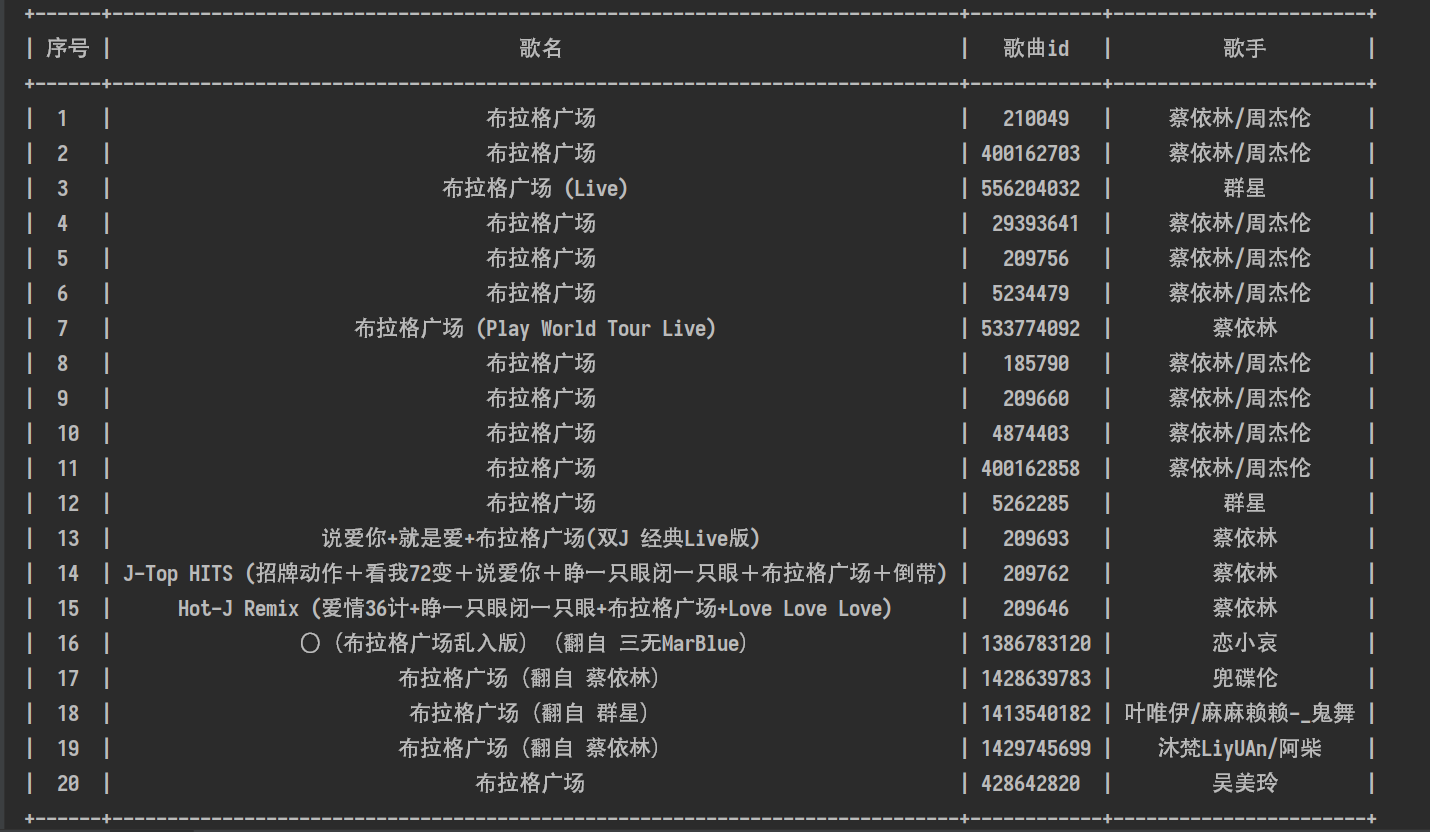 序号 歌名 歌曲id 歌手
1 布拉格广场 210049 蔡依林/周杰伦
2 布拉格广场 400162703 蔡依林/周杰伦
3 布拉格广场 (Live) 556204032 群星
4 布拉格广场 29393641 蔡依林/周杰伦
5 布拉格广场 209756 蔡依林/周杰伦
6 布拉格广场 5234479 蔡依林/周杰伦
7 布拉格广场 (Play World Tour Live) 533774092 蔡依林
8 布拉格广场 185790 蔡依林/周杰伦
9 布拉格广场 209660 蔡依林/周杰伦
10 布拉格广场 4874403 蔡依林/周杰伦
11 布拉格广场 400162858 蔡依林/周杰伦
12 布拉格广场 5262285 群星
13 说爱你+就是爱+布拉格广场(双J 经典Live版) 209693 蔡依林
14 J-Top HITS (招牌动作＋看我72变＋说爱你＋睁一只眼闭一只眼＋布拉格广场＋倒带) 209762 蔡依林
15 Hot-J Remix (爱情36计+睁一只眼闭一只眼+布拉格广场+Love Love Love) 209646 蔡依林
16 〇（布拉格广场乱入版）（翻自 三无MarBlue） 1386783120 恋小哀
17 布拉格广场（翻自 蔡依林） 1428639783 兜碟伦
18 布拉格广场（翻自 群星） 1413540182 叶唯伊/麻麻赖赖-_鬼舞
19 布拉格广场（翻自 蔡依林） 1429745699 沐梵LiyUAn/阿柴
20 布拉格广场 428642820 吴美玲